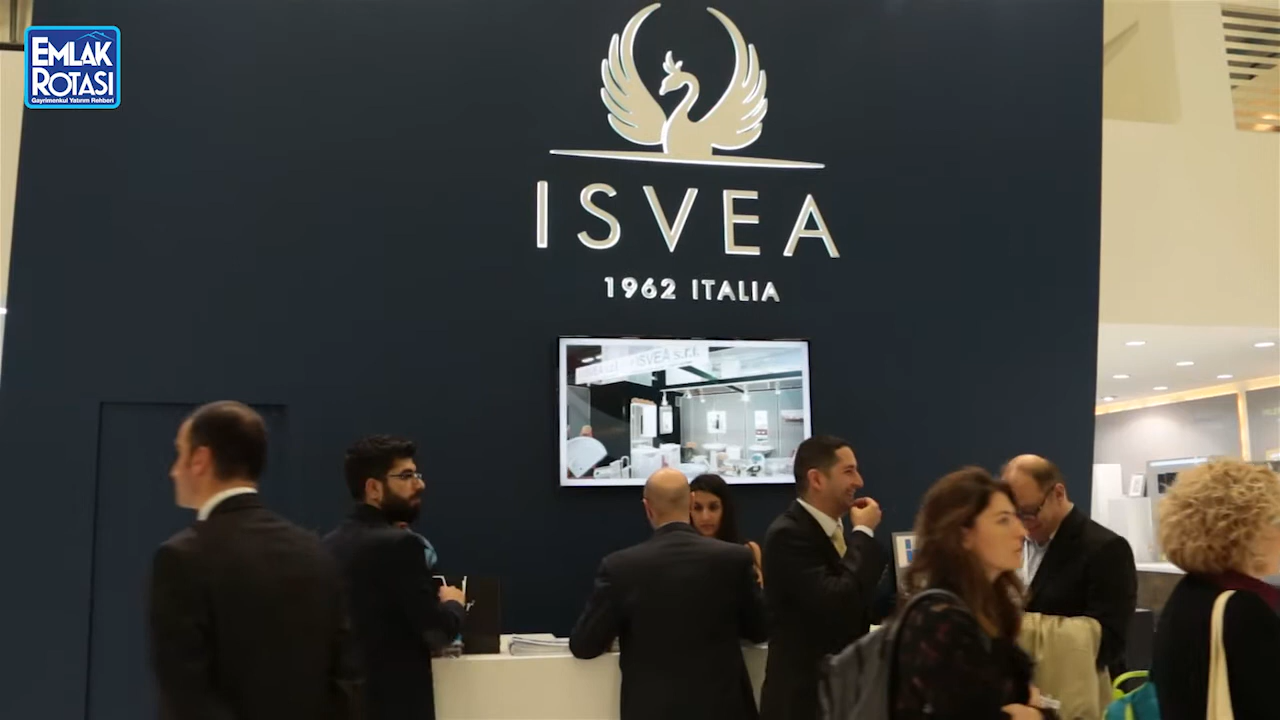 EMLAK
ROTASI
Gayrimenkul Yatırım Rehberi
ISVEA
1962 ITALIA
ISVEA s.r.l.